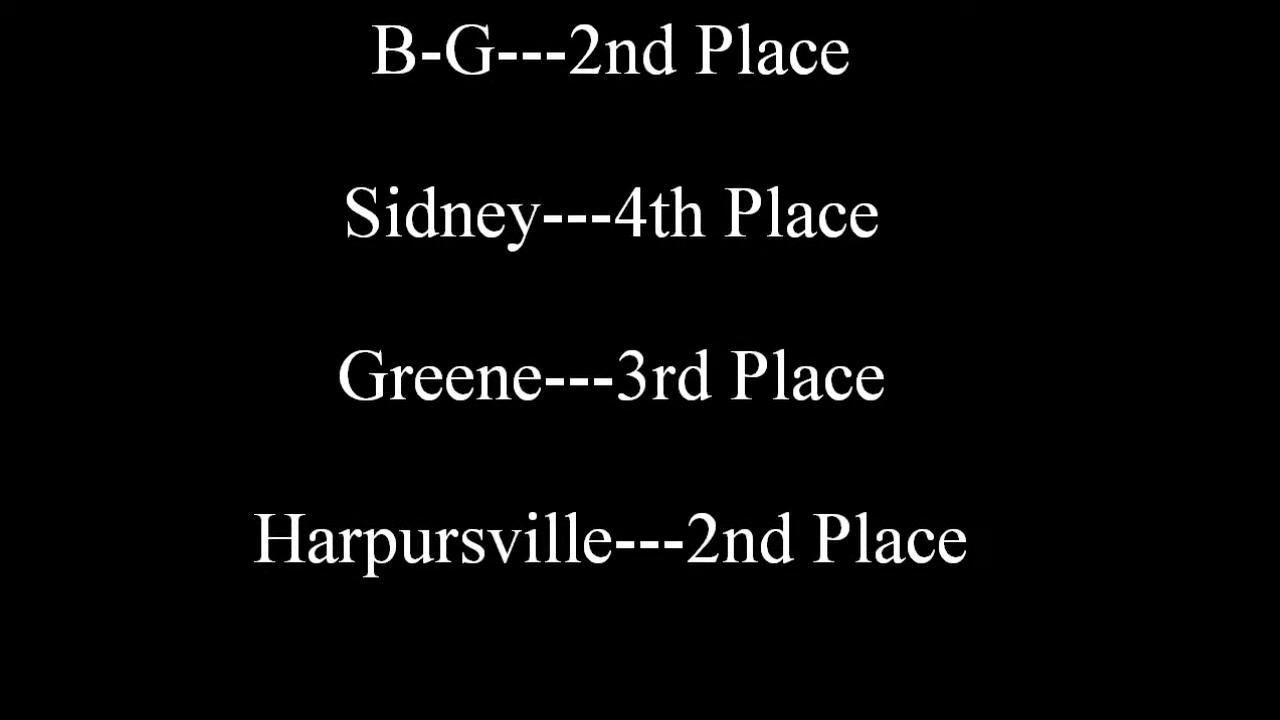 B-G---2nd Place
Sidney---4th Place
Greene---3rd Place
Harpursville---2nd Place